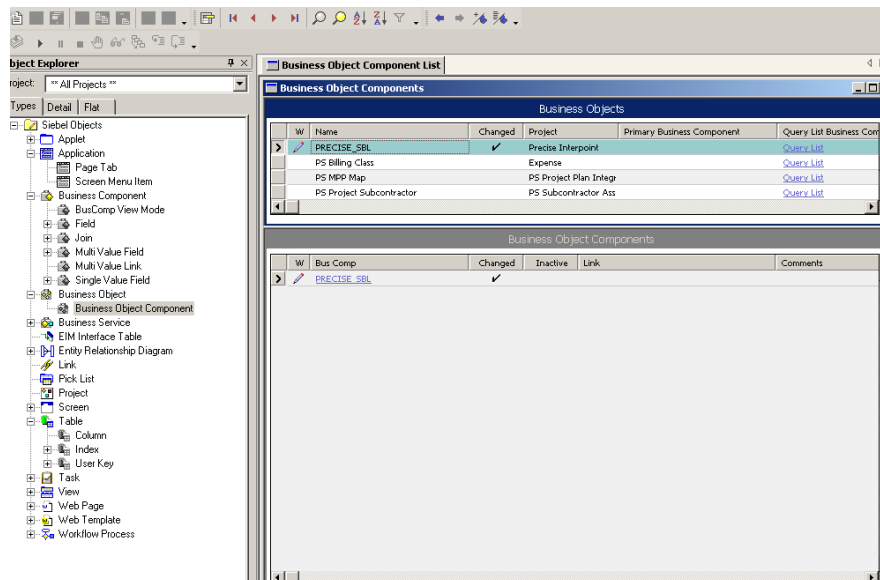 bject Explorer
Business Object Component List
roject: ** All Projects **
Business Object Components
Types Detail Flat
Business Objects
W Name Changed Project Primary Business Component Query List Business Com
PRECISE_SBL Precise Interpoint Query List
PS Billing Class Expense Query List
PS MPP Map PS Project Plan Integr Query List
PS Project Subcontractor PS Subcontractor Ass Query List
Business Object Components
W Bus Comp Changed Inactive Link Comments
PRECISE_SBL
Siebel Objects
Applet
Application
Page Tab
Screen Menu Item
Business Component
BusComp View Mode
Field
Join
Multi Value Field
Multi Value Link
Single Value Field
Business Object
Business Object Component
Business Service
EIM Interface Table
Entity Relationship Diagram
Link
Pick List
Project
Screen
Table
Column
Index
User Key
Task
View
Web Page
Web Template
Workflow Process